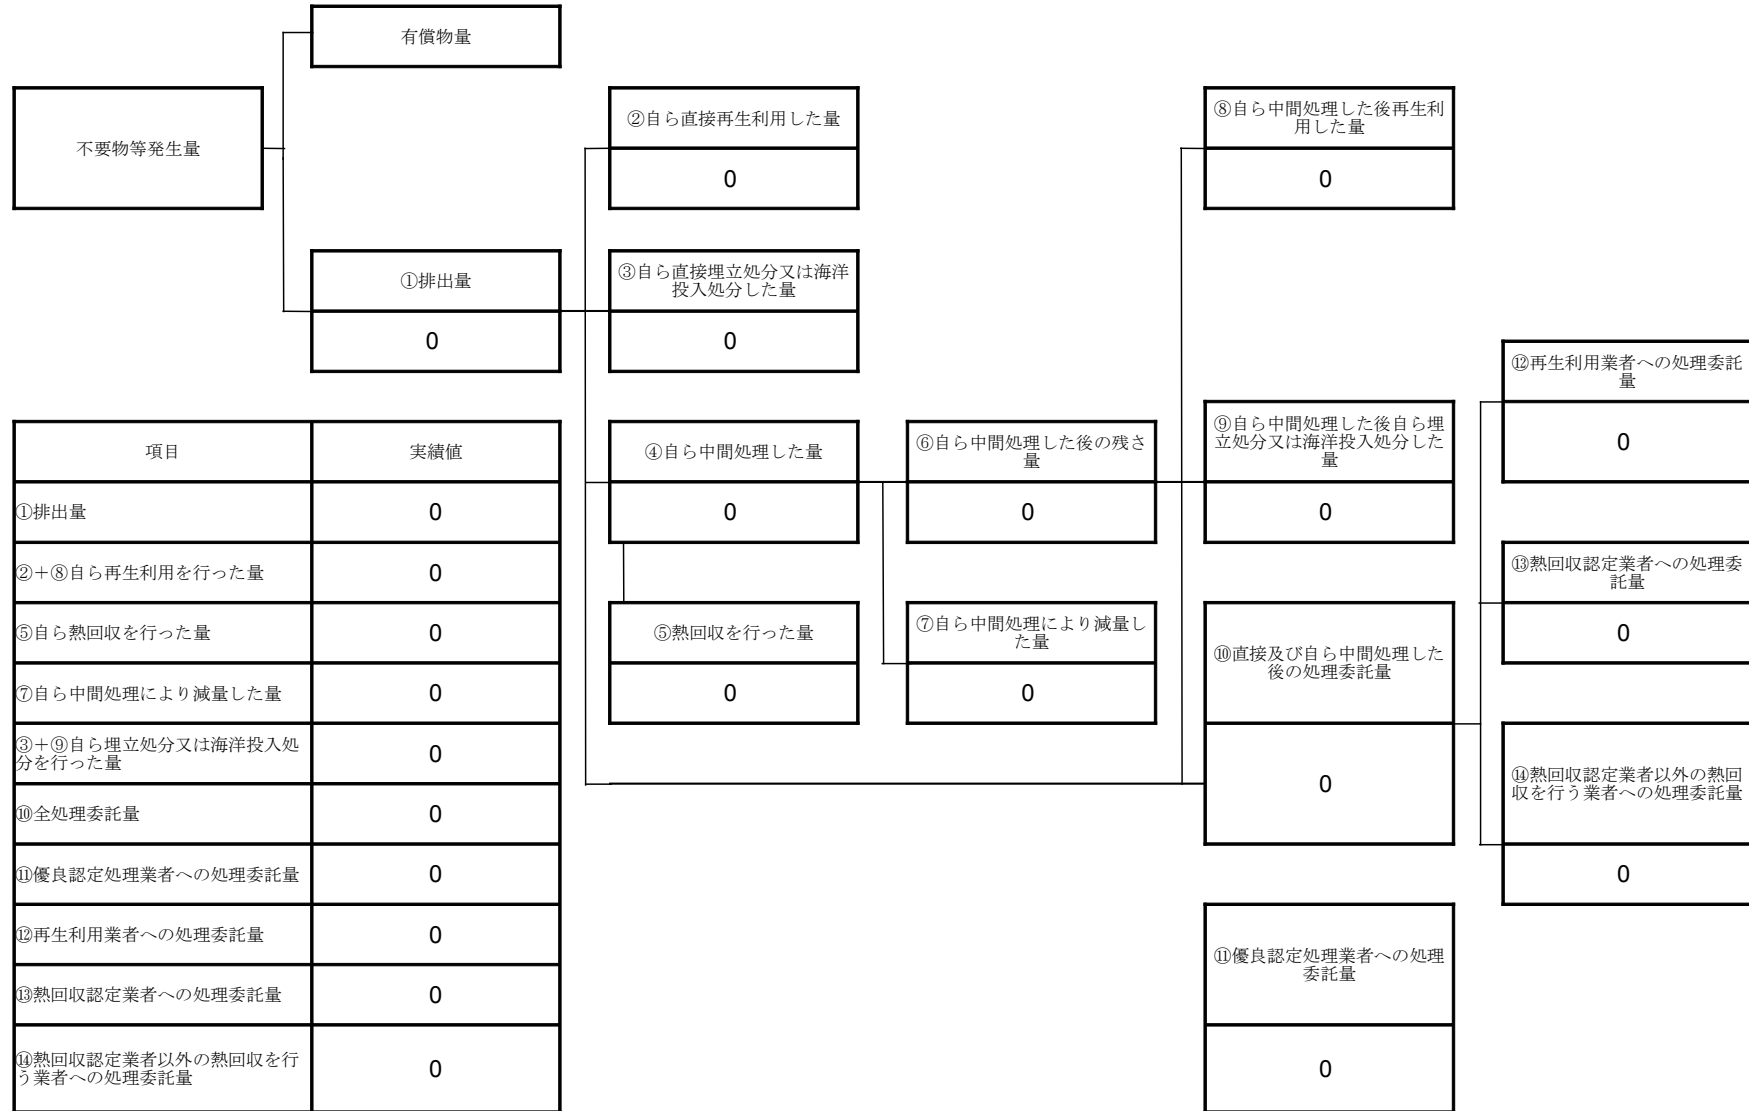 有償物量
不要物等発生量
②自ら直接再生利用した量
0
⑧自ら中間処理した後再生利
用した量
0
①排出量
0
③自ら直接埋立処分又は海洋
投入処分した量
0
④自ら中間処理した量
0
⑥自ら中間処理した後の残さ
量
0
⑨自ら中間処理した後自ら埋
立処分又は海洋投入処分した
量
0
⑫再生利用業者への処理委託
量
0
⑤熱回収を行った量
0
⑦自ら中間処理により減量し
た量
0
⑩直接及び自ら中間処理した
後の処理委託量
0
⑬熱回収認定業者への処理委
託量
0
⑭熱回収認定業者以外の熱回
収を行う業者への処理委託量
0
⑪優良認定処理業者への処理
委託量
0
項目 実績値
①排出量 0
②+⑧自ら再生利用を行った量 0
⑤自ら熱回収を行った量 0
⑦自ら中間処理により減量した量 0
③+⑨自ら埋立処分又は海洋投入処
分を行った量 0
⑩全処理委託量 0
⑪優良認定処理業者への処理委託量 0
⑫再生利用業者への処理委託量 0
⑬熱回収認定業者への処理委託量 0
⑭熱回収認定業者以外の熱回収を行
う業者への処理委託量 0